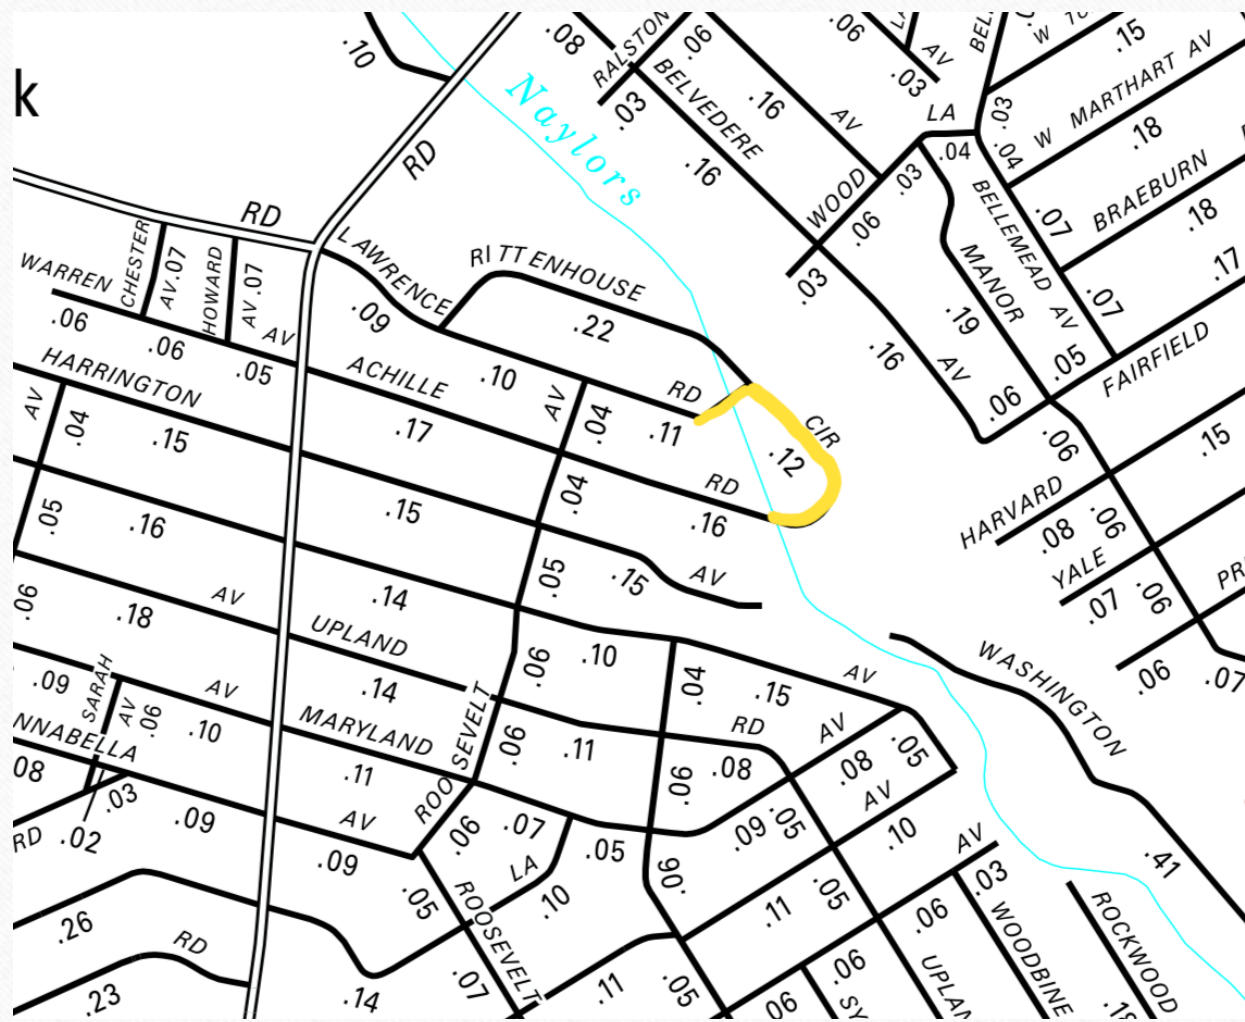 k
.10
RD
RD
Naylors
.08
RALSTON
.06
.03
BELVEDERE
.16
AV
.16
.06
AV
.03
LA
BEL
W
.15
W MARTHART AV
.18
.03
.04
LA
.04
WOOD
.03
.06
.03
BELLEMEAD AV
.07
BRAEBURN
.18
.17
.07
MANOR
.19
.05
FAIRFIELD
.16
AV
.06
.06
.15
WARREN
CHESTER
AV .07
HOWARD
AV .07
AV
.06
.06
.05
LAWRENCE
.09
RITTENHOUSE
.22
CIR
.12
.10
RD
.11
HARRINGTON
AV
.04
.15
ACHILLE
.17
AV
.04
.04
RD
.16
.05
.16
.15
.05
.15
AV
HARVARD
.08
.06
YALE
.07
.06
PR
.06
.07
.06
.18
AV
.14
UPLAND
.14
.06
.10
.04
.15
AV
WASHINGTON
.41
.09
SARAH
AV
.06
AV
.10
MARYLAND
.11
AV
ROOSEVELT
.06
.11
RD
.08
.06
AV
.08
.05
AV
NNABELLA
08
.03
.02
RD
.09
.09
.06
.07
LA
.05
.10
.06
.09
.05
.10
AV
.03
.05
ROOSEVELT
.07
.26
RD
.23
.14
.11
.05
.11
.05
.06
.06
06
SY
UPLAN
WOODBINE
ROCKWOOD
.18